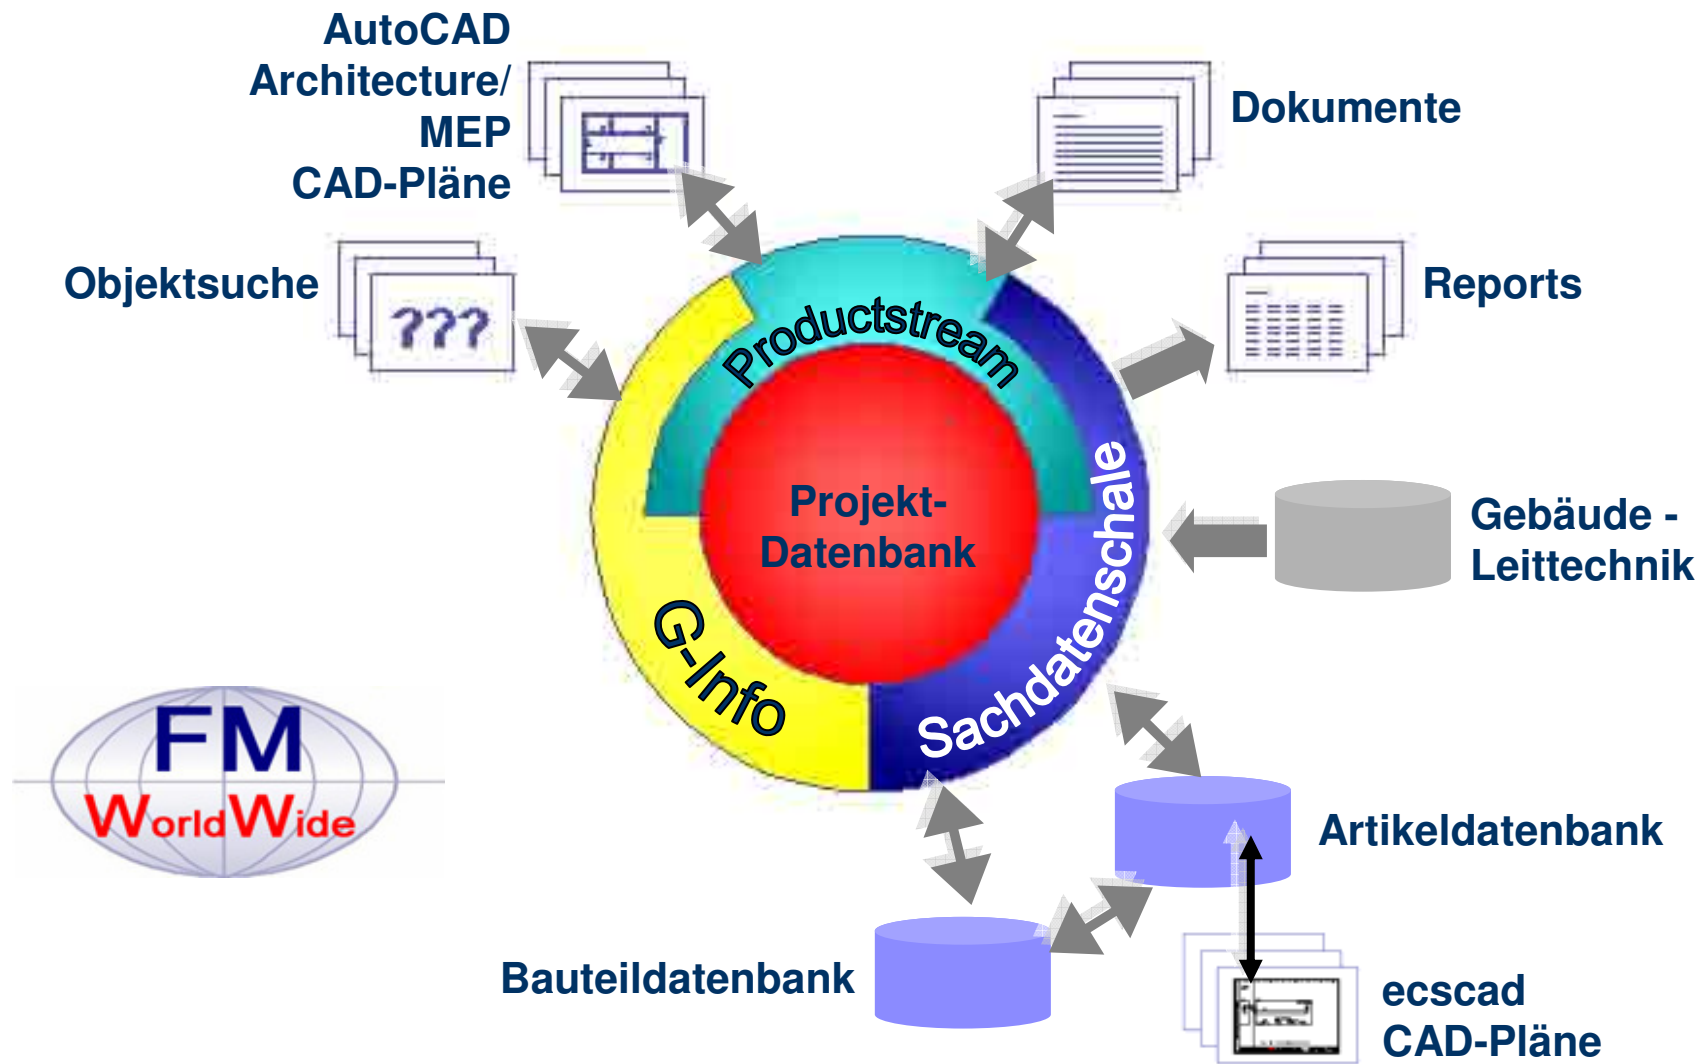 AutoCAD
Architecture/
MEP
CAD-Pläne
Dokumente
Objektsuche
???
Reports
Productstream
Projekt-
Datenbank
Sachdatenschale
G-Info
Gebäude -
Leittechnik
FM
WorldWide
Artikeldatenbank
Bauteildatenbank
ecscad
CAD-Pläne